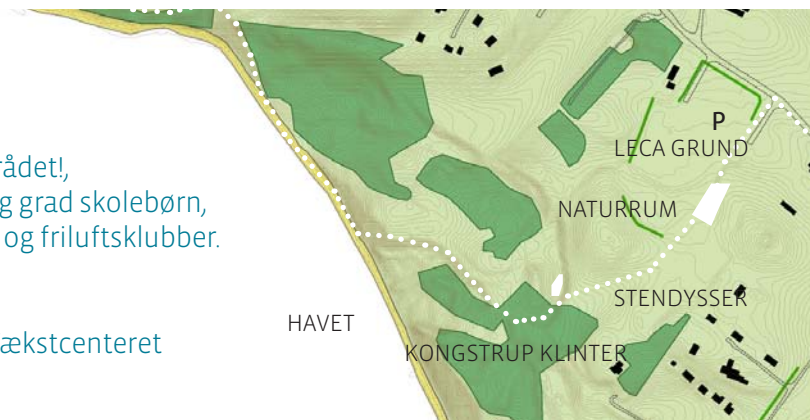 rådet!,
g grad skolebørn,
og friluftsklubber.
ækstcenteret
P
LECA GRUND
NATURRUM
STENDYSSER
HAVET
KONGSTRUP KLINTER